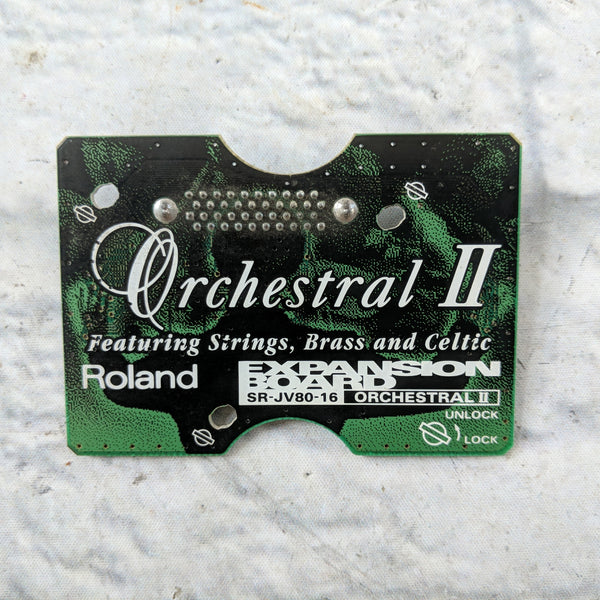 Orchestral II
Featuring Strings, Brass and Celtic
Roland
EXPANSION
BOARD
SR-JV80-16 ORCHESTRAL II
UNLOCK
LOCK